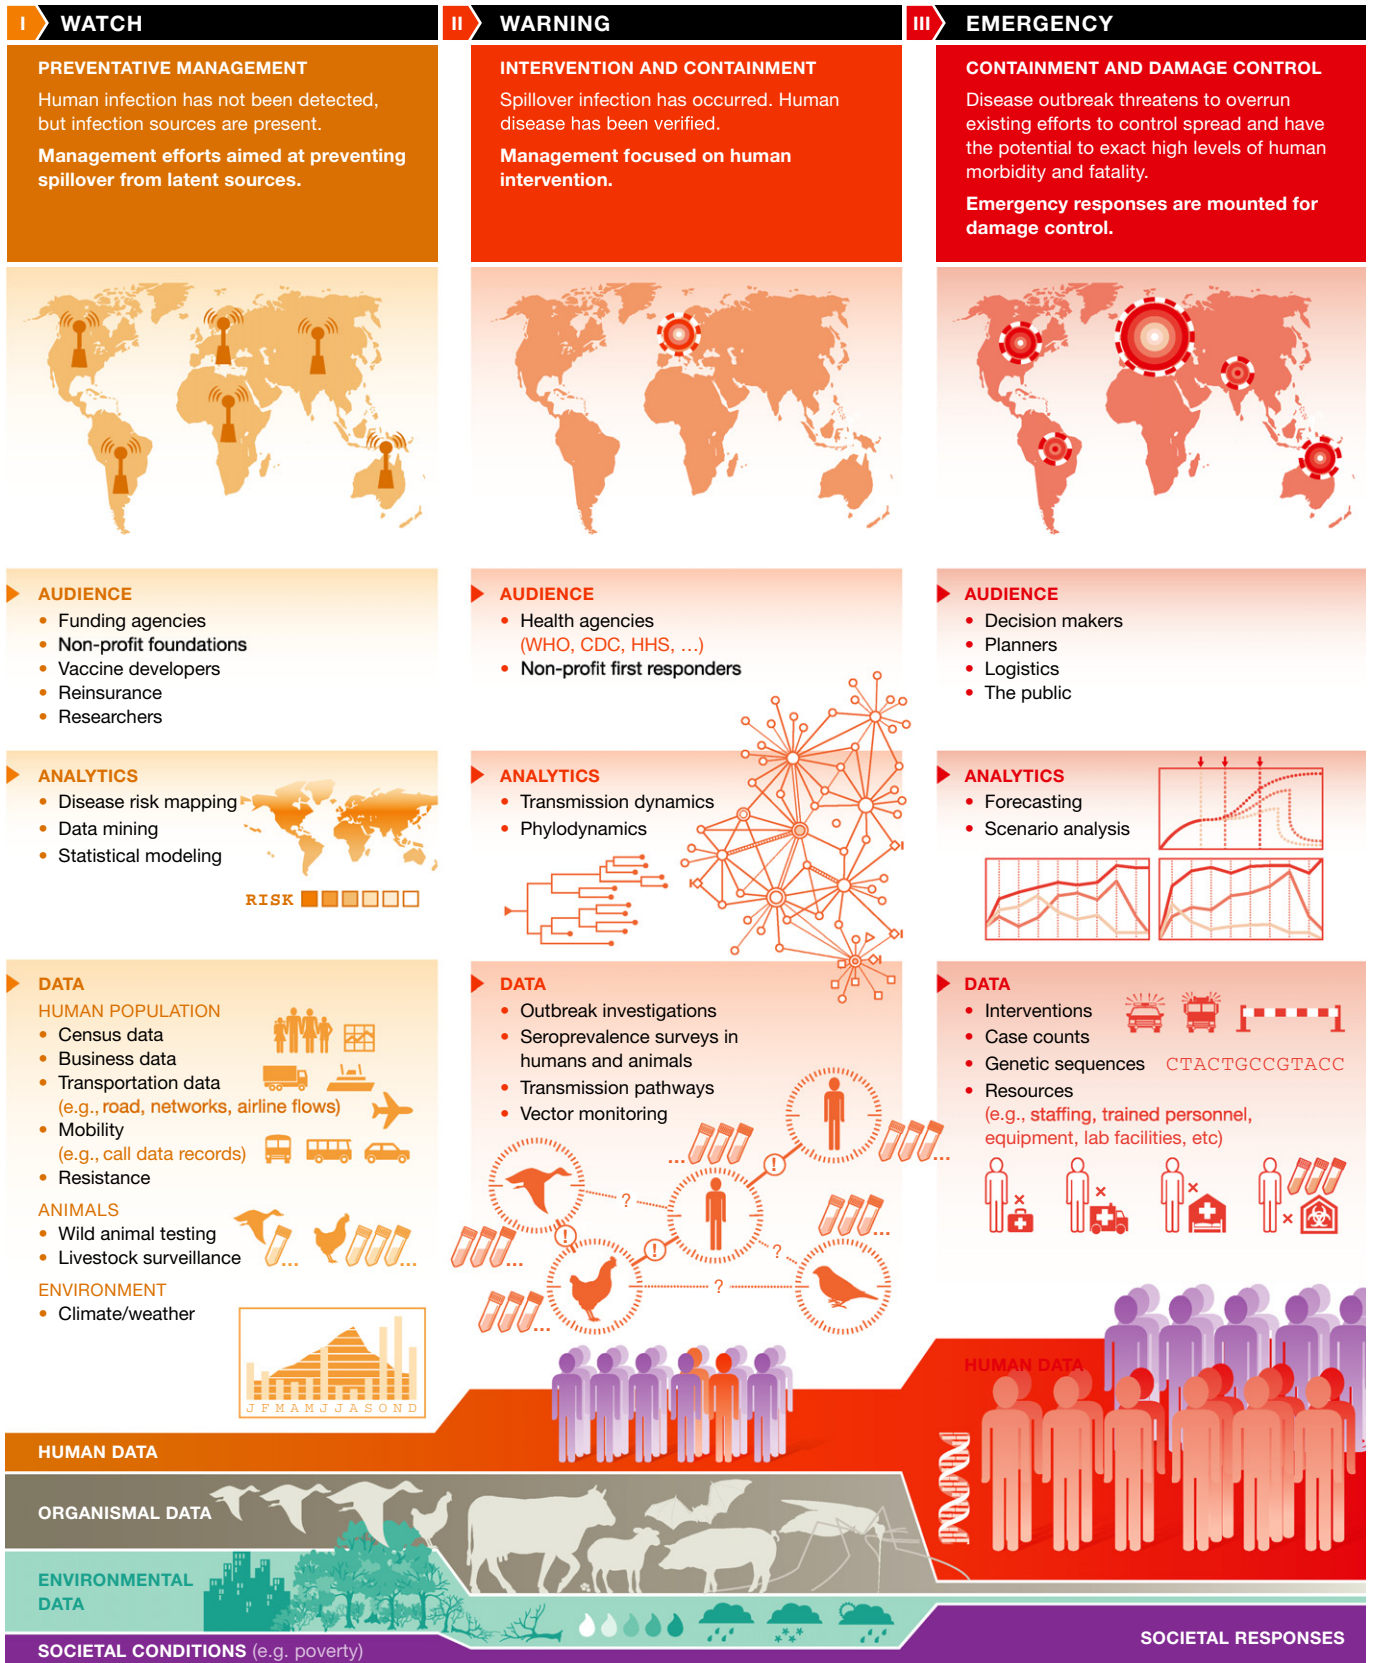 I WATCH
PREVENTATIVE MANAGEMENT
Human infection has not been detected,
but infection sources are present.
Management efforts aimed at preventing
spillover from latent sources.
AUDIENCE
• Funding agencies
• Non-profit foundations
• Vaccine developers
• Reinsurance
• Researchers
ANALYTICS
• Disease risk mapping
• Data mining
• Statistical modeling
RISK
DATA
HUMAN POPULATION
• Census data
• Business data
• Transportation data
(e.g., road, networks, airline flows)
• Mobility
(e.g., call data records)
• Resistance
ANIMALS
• Wild animal testing
• Livestock surveillance
... ...
ENVIRONMENT
• Climate/weather
J F M A M J J A S O N D
II WARNING
INTERVENTION AND CONTAINMENT
Spillover infection has occurred. Human
disease has been verified.
Management focused on human
intervention.
AUDIENCE
• Health agencies
(WHO, CDC, HHS, ...)
• Non-profit first responders
ANALYTICS
• Transmission dynamics
• Phylodynamics
DATA
• Outbreak investigations
• Seroprevalence surveys in
humans and animals
• Transmission pathways
• Vector monitoring
... ...
!
?
...
! ! ?
...
?
...
III EMERGENCY
CONTAINMENT AND DAMAGE CONTROL
Disease outbreak threatens to overrun
existing efforts to control spread and have
the potential to exact high levels of human
morbidity and fatality.
Emergency responses are mounted for
damage control.
AUDIENCE
• Decision makers
• Planners
• Logistics
• The public
ANALYTICS
• Forecasting
• Scenario analysis
DATA
• Interventions
• Case counts
• Genetic sequences CTACTGCCGTACC
• Resources
(e.g., staffing, trained personnel,
equipment, lab facilities, etc)
× × × ×
HUMAN DATA
HUMAN DATA
ORGANISMAL DATA
ENVIRONMENTAL
DATA
SOCIETAL CONDITIONS (e.g. poverty)
SOCIETAL RESPONSES